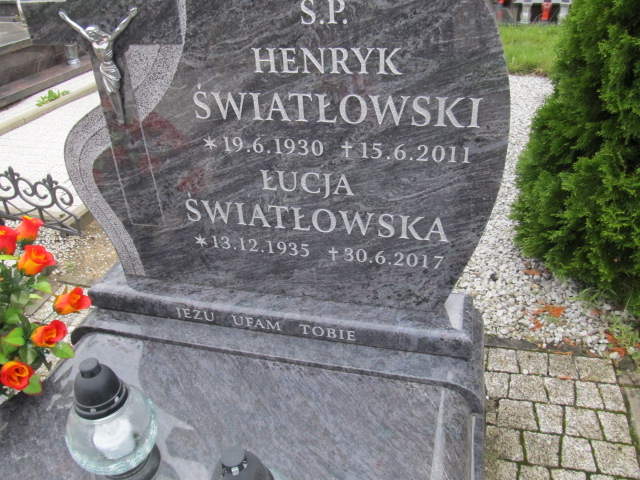 Ś.P.
HENRYK
ŚWIATŁOWSKI
*19.6.1930 †15.6.2011
ŁUCJA
ŚWIATŁOWSKA
*13.12.1935 †30.6.2017
JEZU UFAM TOBIE